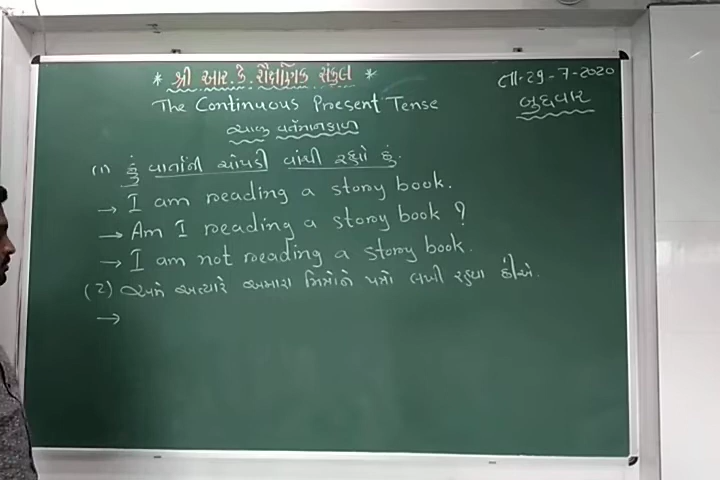 * શ્રી આર. કે. શૈક્ષણિક સંકુલ *
તા.29-7-2020
બુધવાર
The Continuous Present Tense
ચાલુ વર્તમાનકાળ
(1) હું વાર્તાની ચોપડી વાંચી રહ્યો છું.
→ I am reading a story book.
→ Am I reading a story book ?
→ I am not reading a story book.
(2) અમે અત્યારે અમારા મિત્રોને પત્રો લખી રહ્યા છીએ.
→